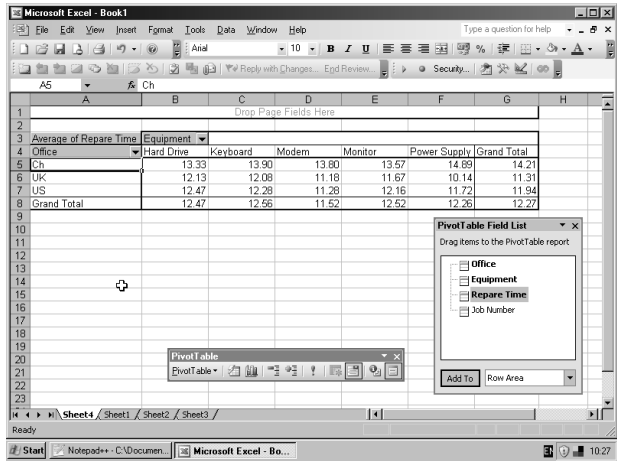 Microsoft Excel - Book1
File Edit View Insert Format Tools Data Window Help Type a question for help
Arial 10 B I U %
Reply with Changes... End Review... Security...
A5 fx Ch
A B C D E F G H
1 Drop Page Fields Here
2
3 Average of Repare Time Equipment
4 Office Hard Drive Keyboard Modem Monitor Power Supply Grand Total
5 Ch 13.33 13.90 13.80 13.57 14.89 14.21
6 UK 12.13 12.08 11.18 11.67 10.14 11.31
7 US 12.47 12.28 11.28 12.16 11.72 11.94
8 Grand Total 12.47 12.56 11.52 12.52 12.26 12.27
9
10
11
12
13
14
15
16
17
18
19
20
21
22
23
PivotTable Field List
Drag items to the PivotTable report
Office
Equipment
Repare Time
Job Number
Add To Row Area
PivotTable
PivotTable
Sheet4 Sheet1 Sheet2 Sheet3
Ready
Start Notepad++ - C:\Documen... Microsoft Excel - Bo... EN 10:27